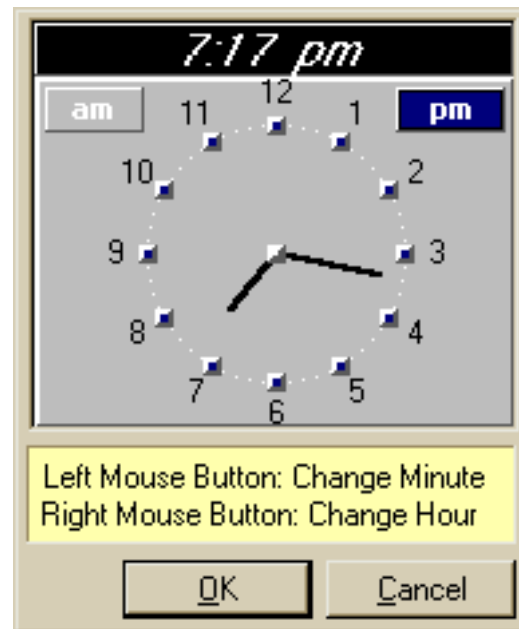 7:17 pm
am
pm
12
11
1
10
2
9
3
8
4
7
5
6
Left Mouse Button: Change Minute
Right Mouse Button: Change Hour
OK
Cancel